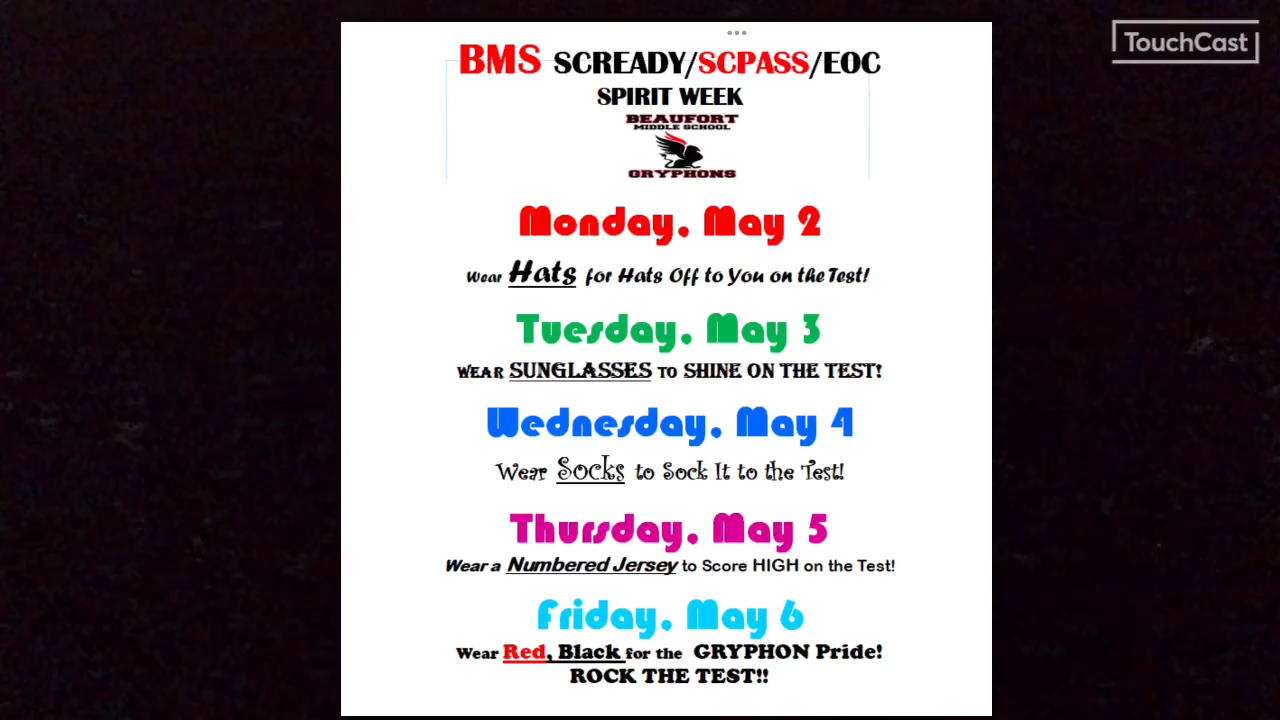 TouchCast
BMS SCREADY/SCPASS/EOC
SPIRIT WEEK
BEAUFORT
MIDDLE SCHOOL
GRYPHONS
Monday, May 2
Wear Hats for Hats Off to You on the Test!
Tuesday, May 3
WEAR SUNGLASSES TO SHINE ON THE TEST!
Wednesday, May 4
Wear Socks to Sock It to the Test!
Thursday, May 5
Wear a Numbered Jersey to Score HIGH on the Test!
Friday, May 6
Wear Red, Black for the GRYPHON Pride!
ROCK THE TEST!!